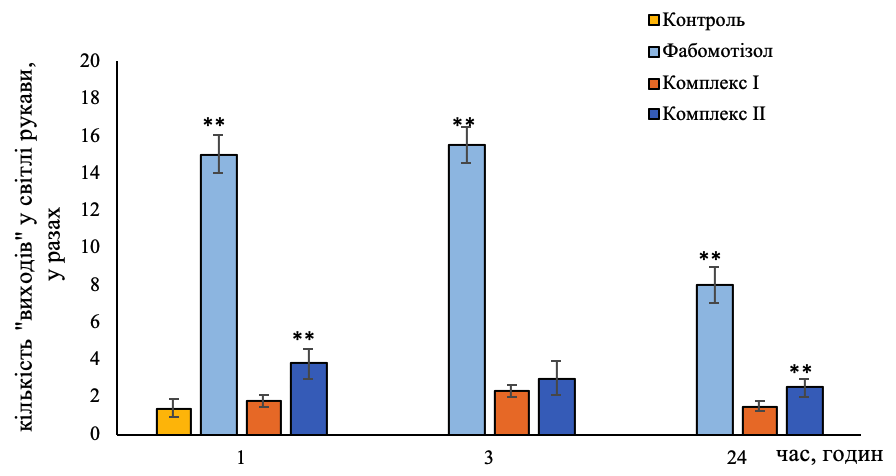 Контроль
Фабомотізол
Комплекс I
Комплекс II
кількість "виходів" у світлі рукави,
у разах
20
18
16
14
12
10
8
6
4
2
0
**
**
**
**
**
1
3
24
час, годин